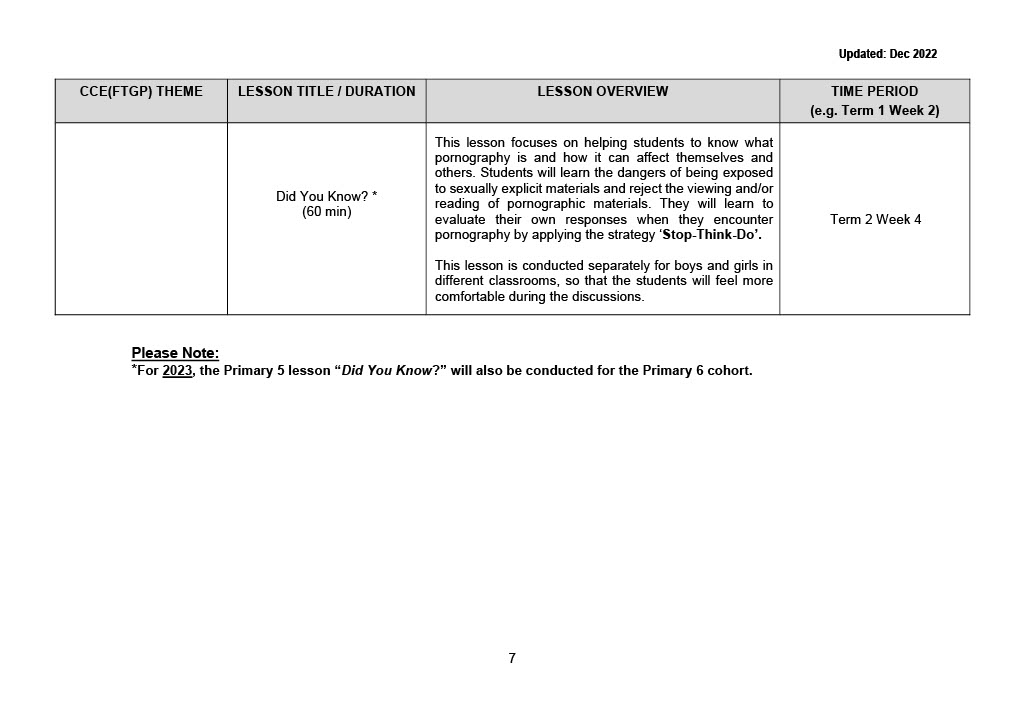 Updated: Dec 2022
CCE(FTGP) THEME
LESSON TITLE / DURATION
LESSON OVERVIEW
TIME PERIOD
(e.g. Term 1 Week 2)
Did You Know? *
(60 min)
This lesson focuses on helping students to know what
pornography is and how it can affect themselves and
others. Students will learn the dangers of being exposed
to sexually explicit materials and reject the viewing and/or
reading of pornographic materials. They will learn to
evaluate their own responses when they encounter
pornography by applying the strategy ‘Stop-Think-Do’.
This lesson is conducted separately for boys and girls in
different classrooms, so that the students will feel more
comfortable during the discussions.
Term 2 Week 4
Please Note:
*For 2023, the Primary 5 lesson “Did You Know?” will also be conducted for the Primary 6 cohort.
7